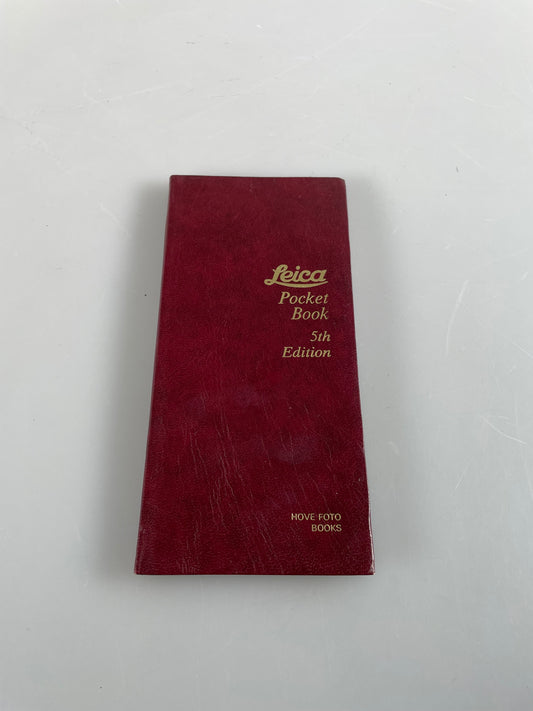 Leica
Pocket
Book
5th
Edition
HOVE FOTO
BOOKS